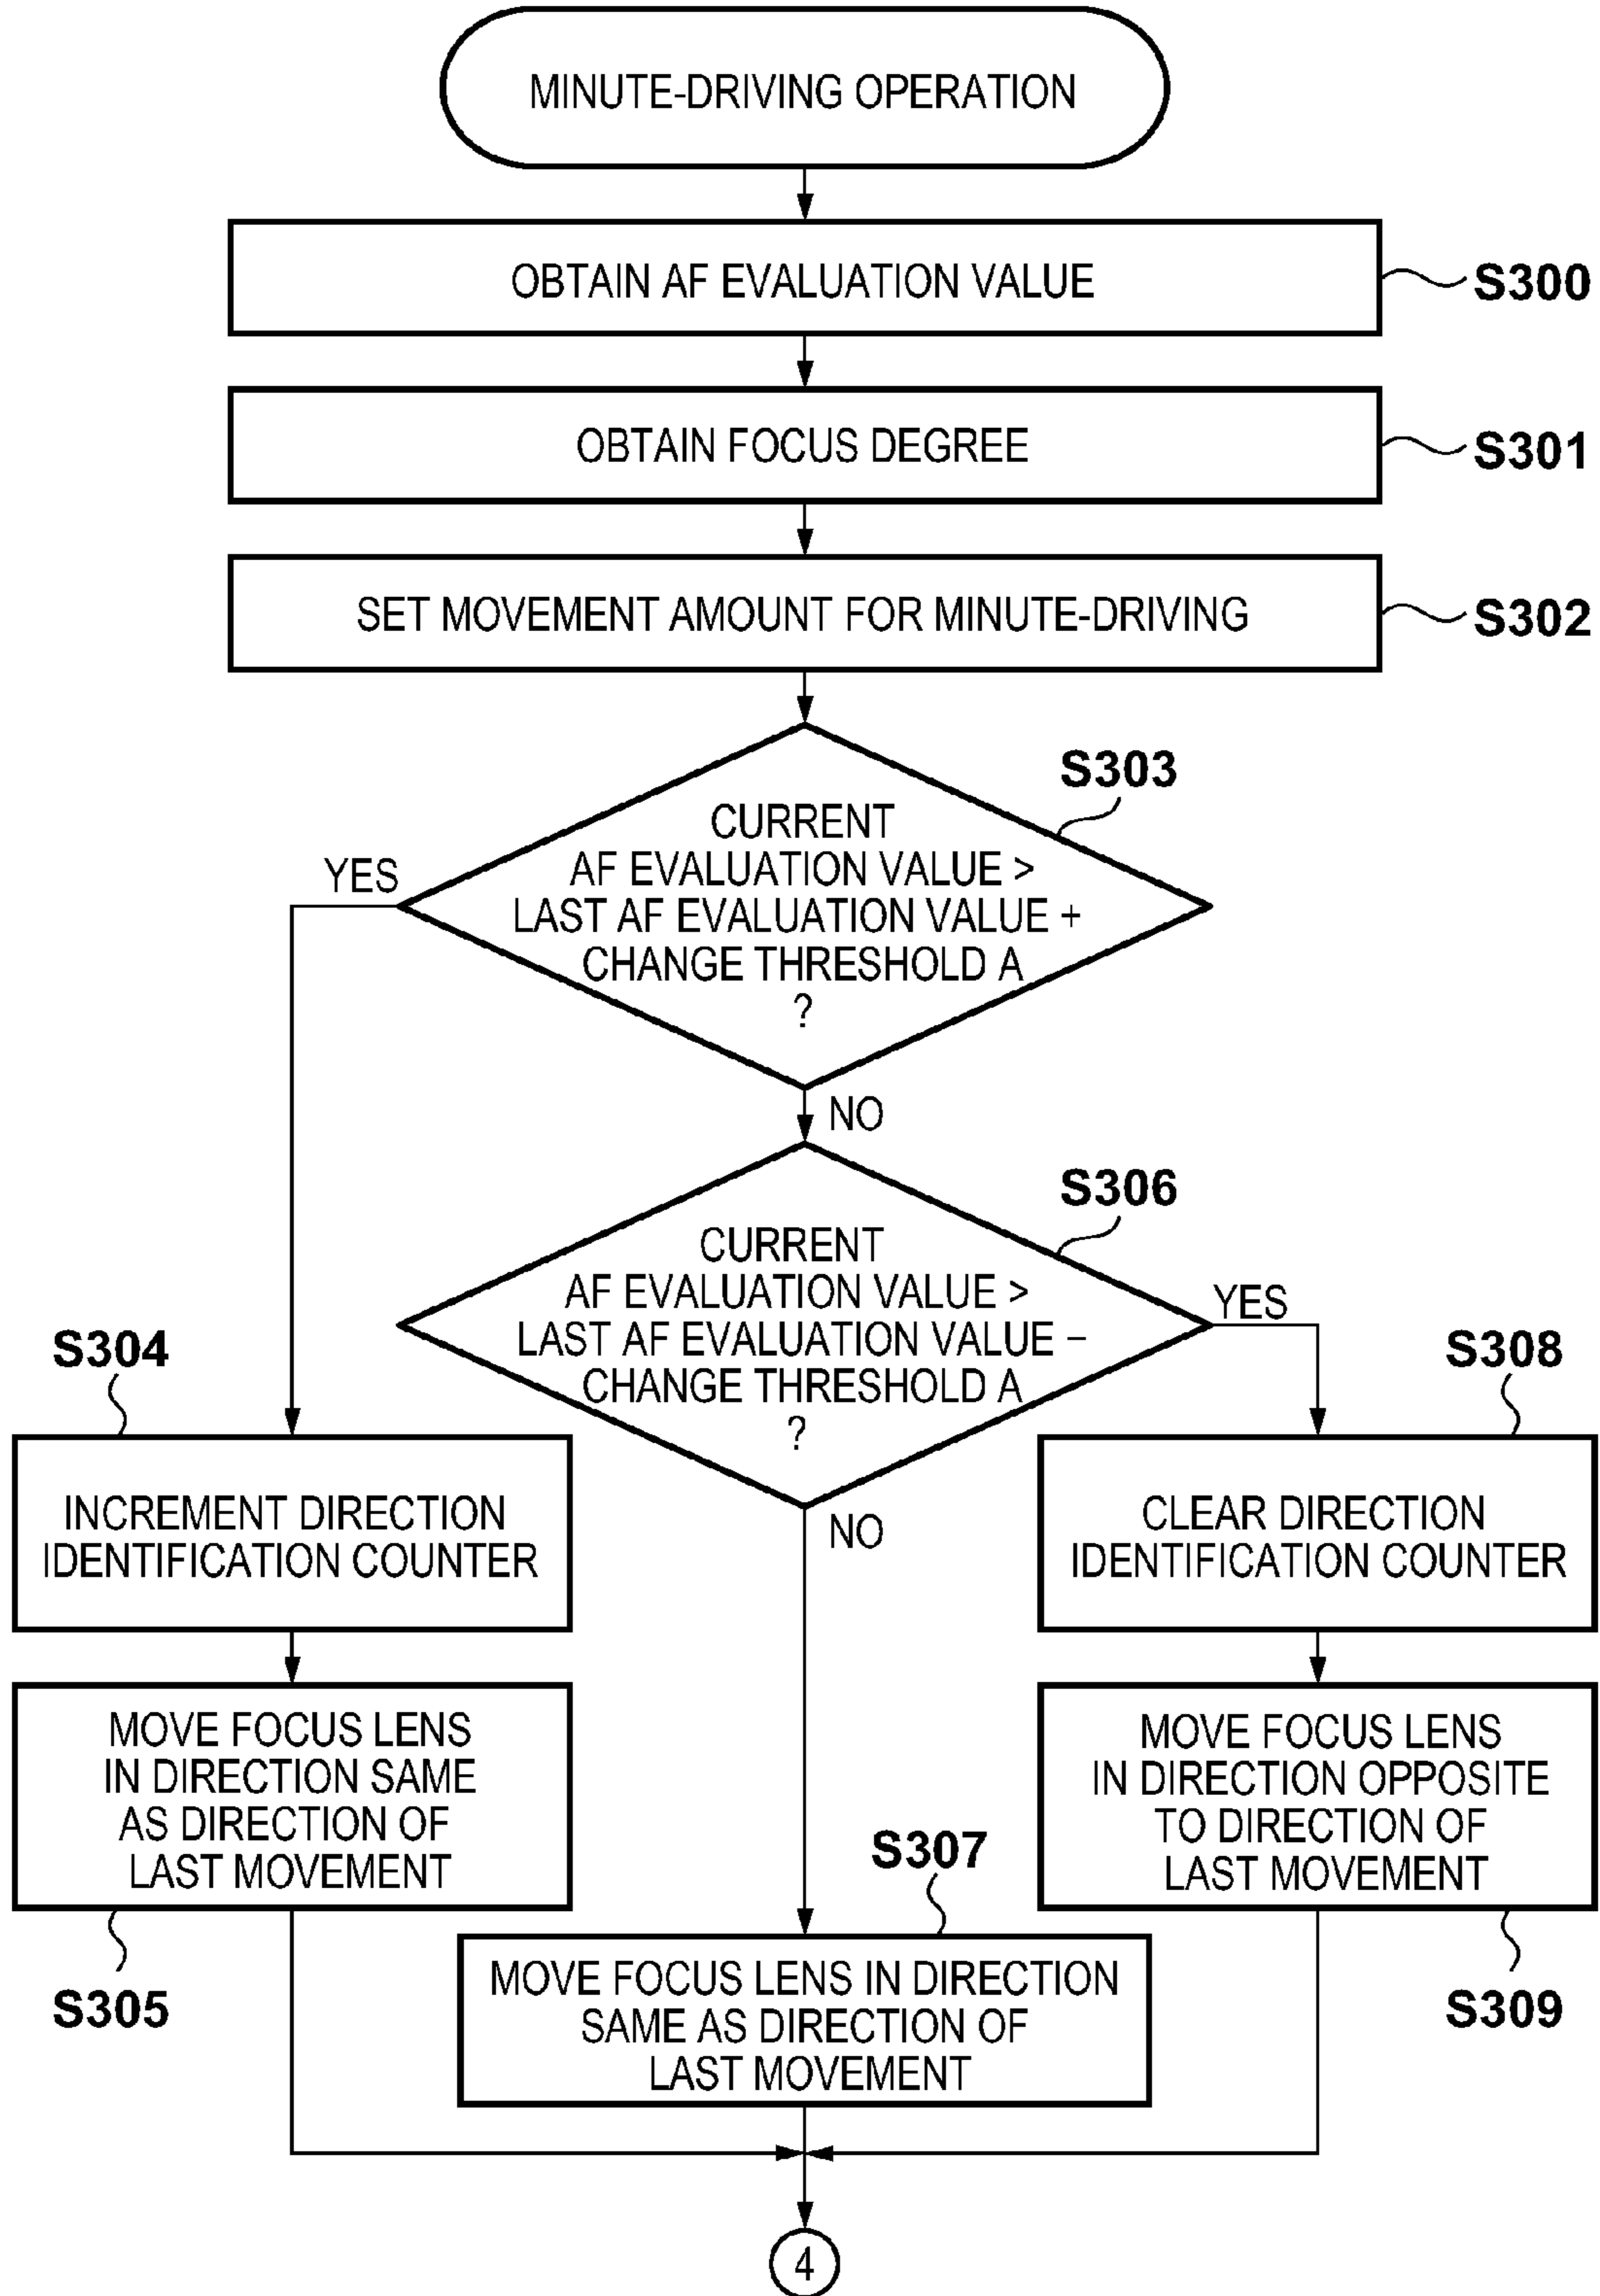 MINUTE-DRIVING OPERATION
OBTAIN AF EVALUATION VALUE
S300
OBTAIN FOCUS DEGREE
S301
SET MOVEMENT AMOUNT FOR MINUTE-DRIVING
S302
S303
CURRENT
AF EVALUATION VALUE >
LAST AF EVALUATION VALUE +
CHANGE THRESHOLD A
?
YES
NO
S306
CURRENT
AF EVALUATION VALUE >
LAST AF EVALUATION VALUE −
CHANGE THRESHOLD A
?
YES
NO
S304
INCREMENT DIRECTION
IDENTIFICATION COUNTER
S308
CLEAR DIRECTION
IDENTIFICATION COUNTER
MOVE FOCUS LENS
IN DIRECTION SAME
AS DIRECTION OF
LAST MOVEMENT
S305
S307
MOVE FOCUS LENS IN DIRECTION
SAME AS DIRECTION OF
LAST MOVEMENT
MOVE FOCUS LENS
IN DIRECTION OPPOSITE
TO DIRECTION OF
LAST MOVEMENT
S309
4